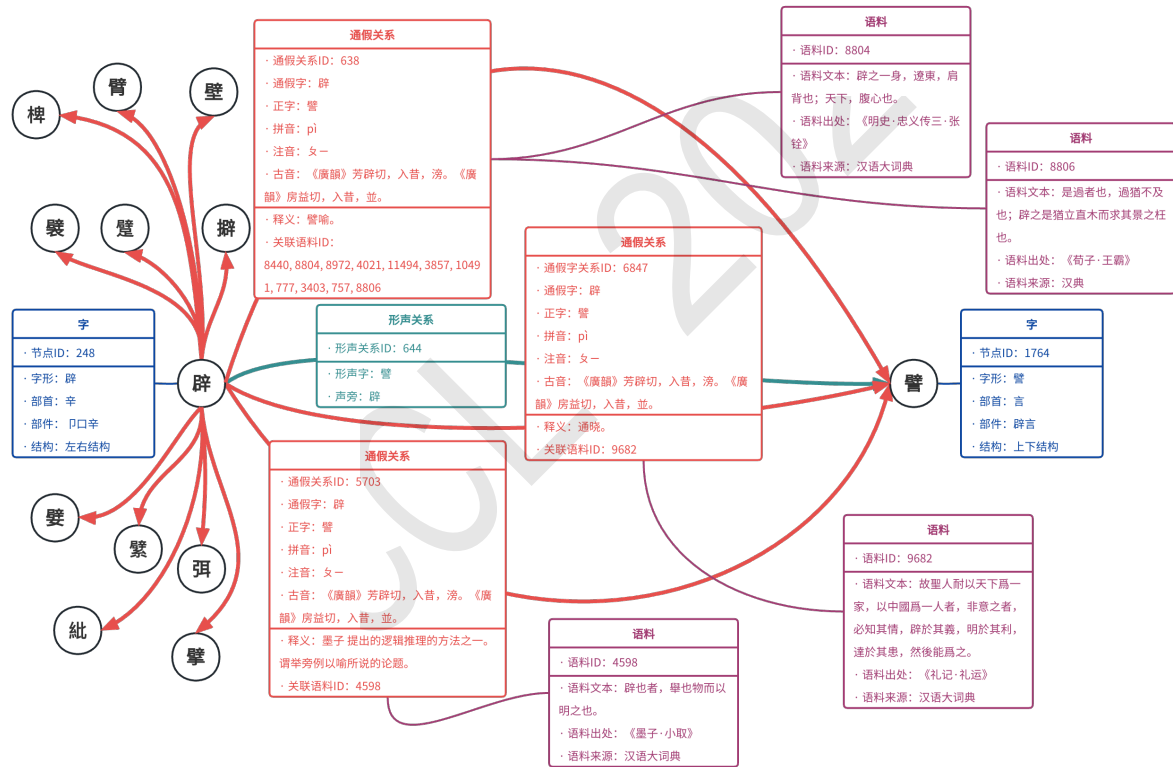 通假关系
· 通假关系ID：638
· 通假字：辟
· 正字：譬
· 拼音：pì
· 注音：ㄆㄧ
· 古音：《廣韻》芳辟切，入昔，滂。《廣
韻》房益切，入昔，並。
· 释义：譬喻。
· 关联语料ID：
8440, 8804, 8972, 4021, 11494, 3857, 1049
1, 777, 3403, 757, 8806
语料
· 语料ID：8804
· 语料文本：辟之一身，遼東，肩
背也；天下，腹心也。
· 语料出处：《明史·忠义传三·张
铨》
· 语料来源：汉语大词典
语料
· 语料ID：8806
· 语料文本：是過者也，過猶不及
也；辟之是猶立直木而求其景之枉
也。
· 语料出处：《荀子·王霸》
· 语料来源：汉典
椑
臂
壁
襞
躄
擗
字
· 节点ID：248
· 字形：辟
· 部首：辛
· 部件：卩口辛
· 结构：左右结构
辟
形声关系
· 形声关系ID：644
· 形声字：譬
· 声旁：辟
通假关系
· 通假字关系ID：6847
· 通假字：辟
· 正字：譬
· 拼音：pì
· 注音：ㄆㄧ
· 古音：《廣韻》芳辟切，入昔，滂。《廣
韻》房益切，入昔，並。
· 释义：通晓。
· 关联语料ID：9682
譬
字
· 节点ID：1764
· 字形：譬
· 部首：言
· 部件：辟言
· 结构：上下结构
嬖
繴
弭
紕
擘
通假关系
· 通假关系ID：5703
· 通假字：辟
· 正字：譬
· 拼音：pì
· 注音：ㄆㄧ
· 古音：《廣韻》芳辟切，入昔，滂。《廣
韻》房益切，入昔，並。
· 释义：墨子 提出的逻辑推理的方法之一。
谓举旁例以喻所说的论题。
· 关联语料ID：4598
语料
· 语料ID：4598
· 语料文本：辟也者，舉也物而以
明之也。
· 语料出处：《墨子·小取》
· 语料来源：汉语大词典
语料
· 语料ID：9682
· 语料文本：故聖人耐以天下爲一
家，以中國爲一人者，非意之者，
必知其情，辟於其義，明於其利，
達於其患，然後能爲之。
· 语料出处：《礼记·礼运》
· 语料来源：汉语大词典